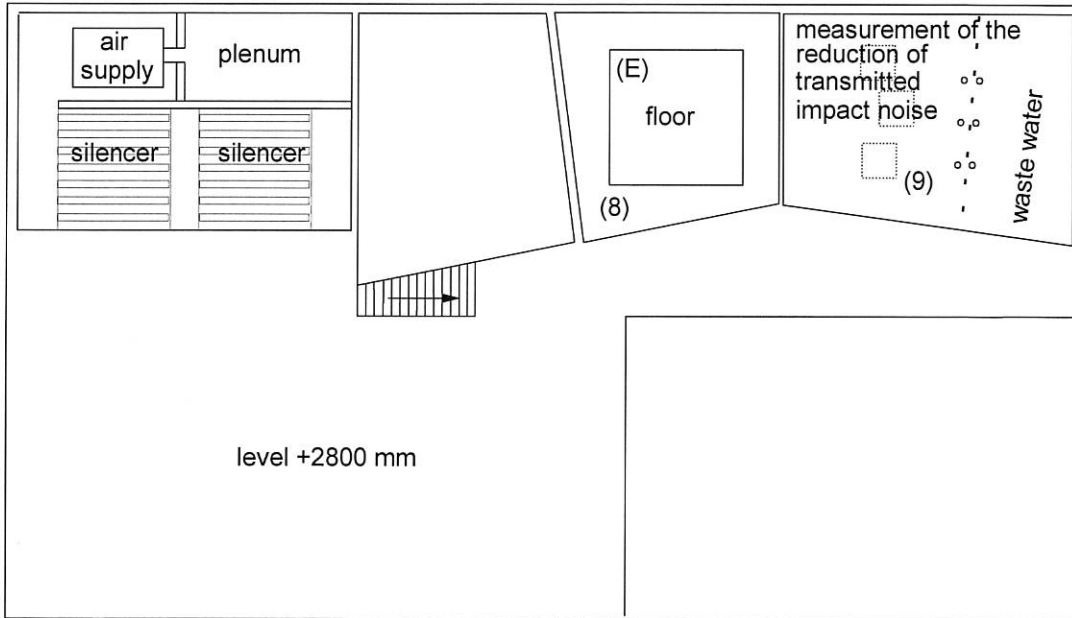 air
supply
plenum
silencer
silencer
(E)
floor
(8)
measurement of the
reduction of
transmitted
impact noise
(9)
waste water
level +2800 mm